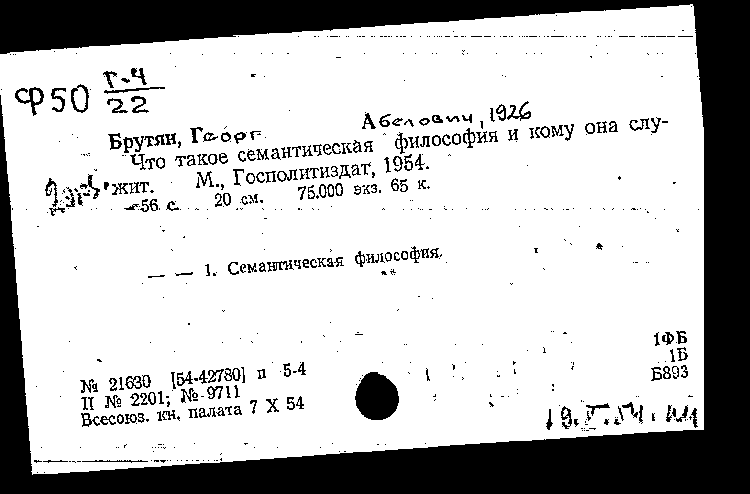 Ф50 Г-4/22
Брутян, Георг Абелович, 1926
Что такое семантическая философия и кому она слу-
жит. М., Госполитиздат, 1954.
56 с. 20 см. 75.000 экз. 65 к.
— — 1. Семантическая философия.
1ФБ
1Б
Б893
№ 21630 [54-42780] п 5-4
II № 2201; № 9711
Всесоюз. кн. палата 7 X 54